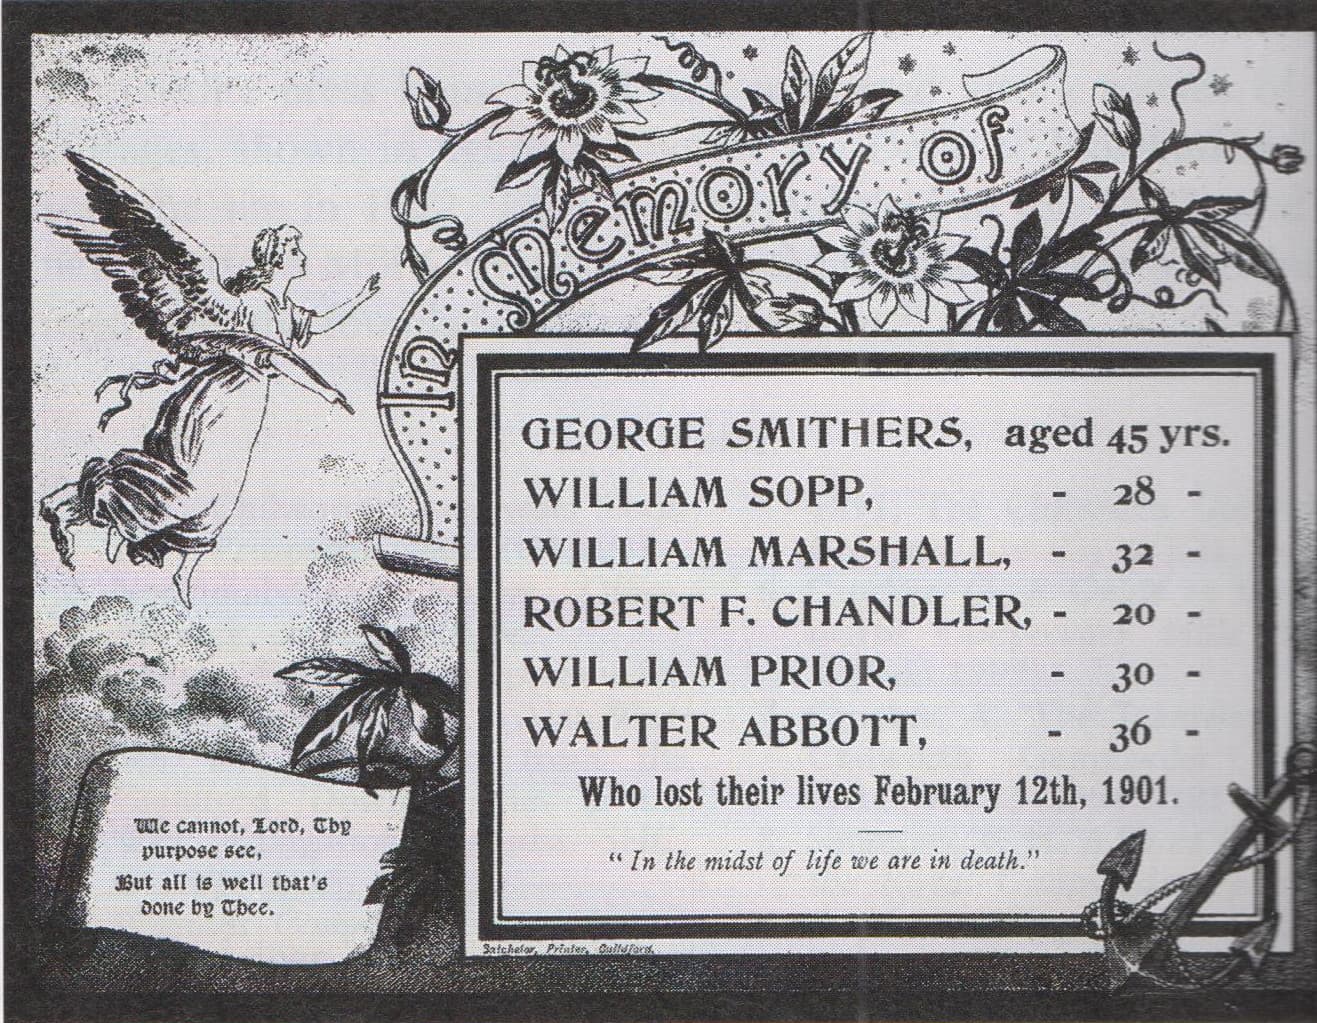 In Memory of
GEORGE SMITHERS, aged 45 yrs.
WILLIAM SOPP, - 28 -
WILLIAM MARSHALL, - 32 -
ROBERT F. CHANDLER, - 20 -
WILLIAM PRIOR, - 30 -
WALTER ABBOTT, - 36 -
Who lost their lives February 12th, 1901.
“ In the midst of life we are in death.”
We cannot, Lord, Thy
purpose see,
But all is well that's
done by Thee.
Batchelor, Printer, Guildford.